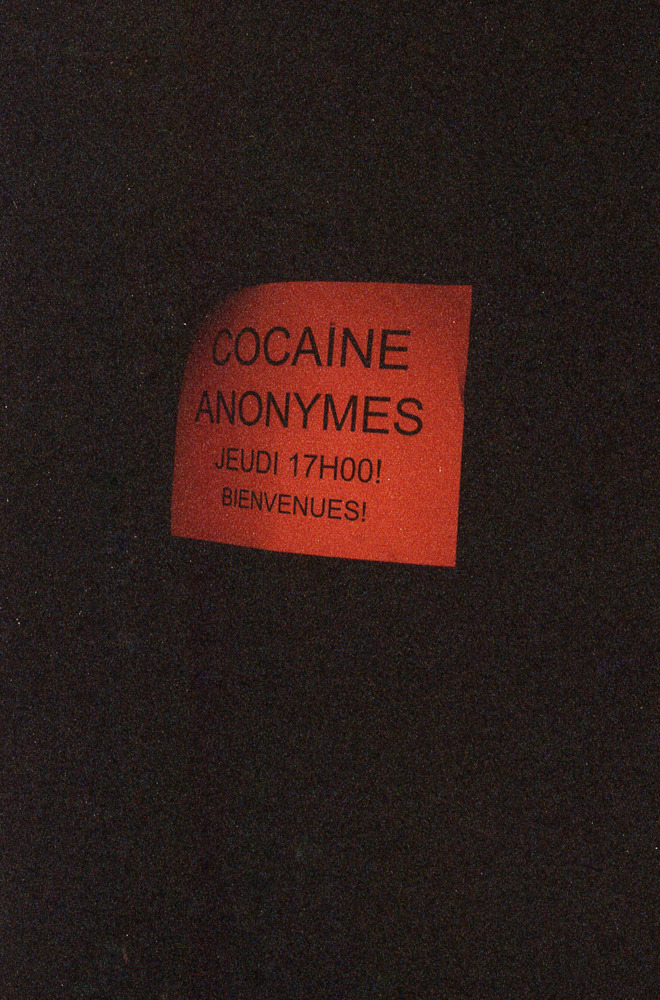 COCAÏNE
ANONYMES
JEUDI 17H00!
BIENVENUES!